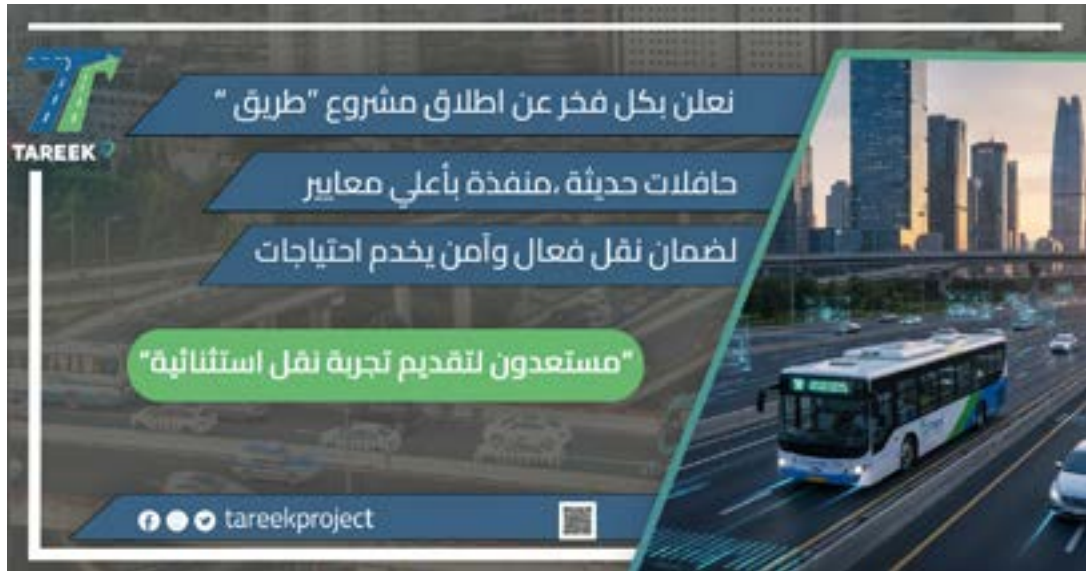 TAREEK
نعلن بكل فخر عن اطلاق مشروع "طريق "
حافلات حديثة ،منفذة بأعلي معايير
لضمان نقل فعال وآمن يخدم احتياجات
"مستعدون لتقديم تجربة نقل استثنائية"
tareekproject